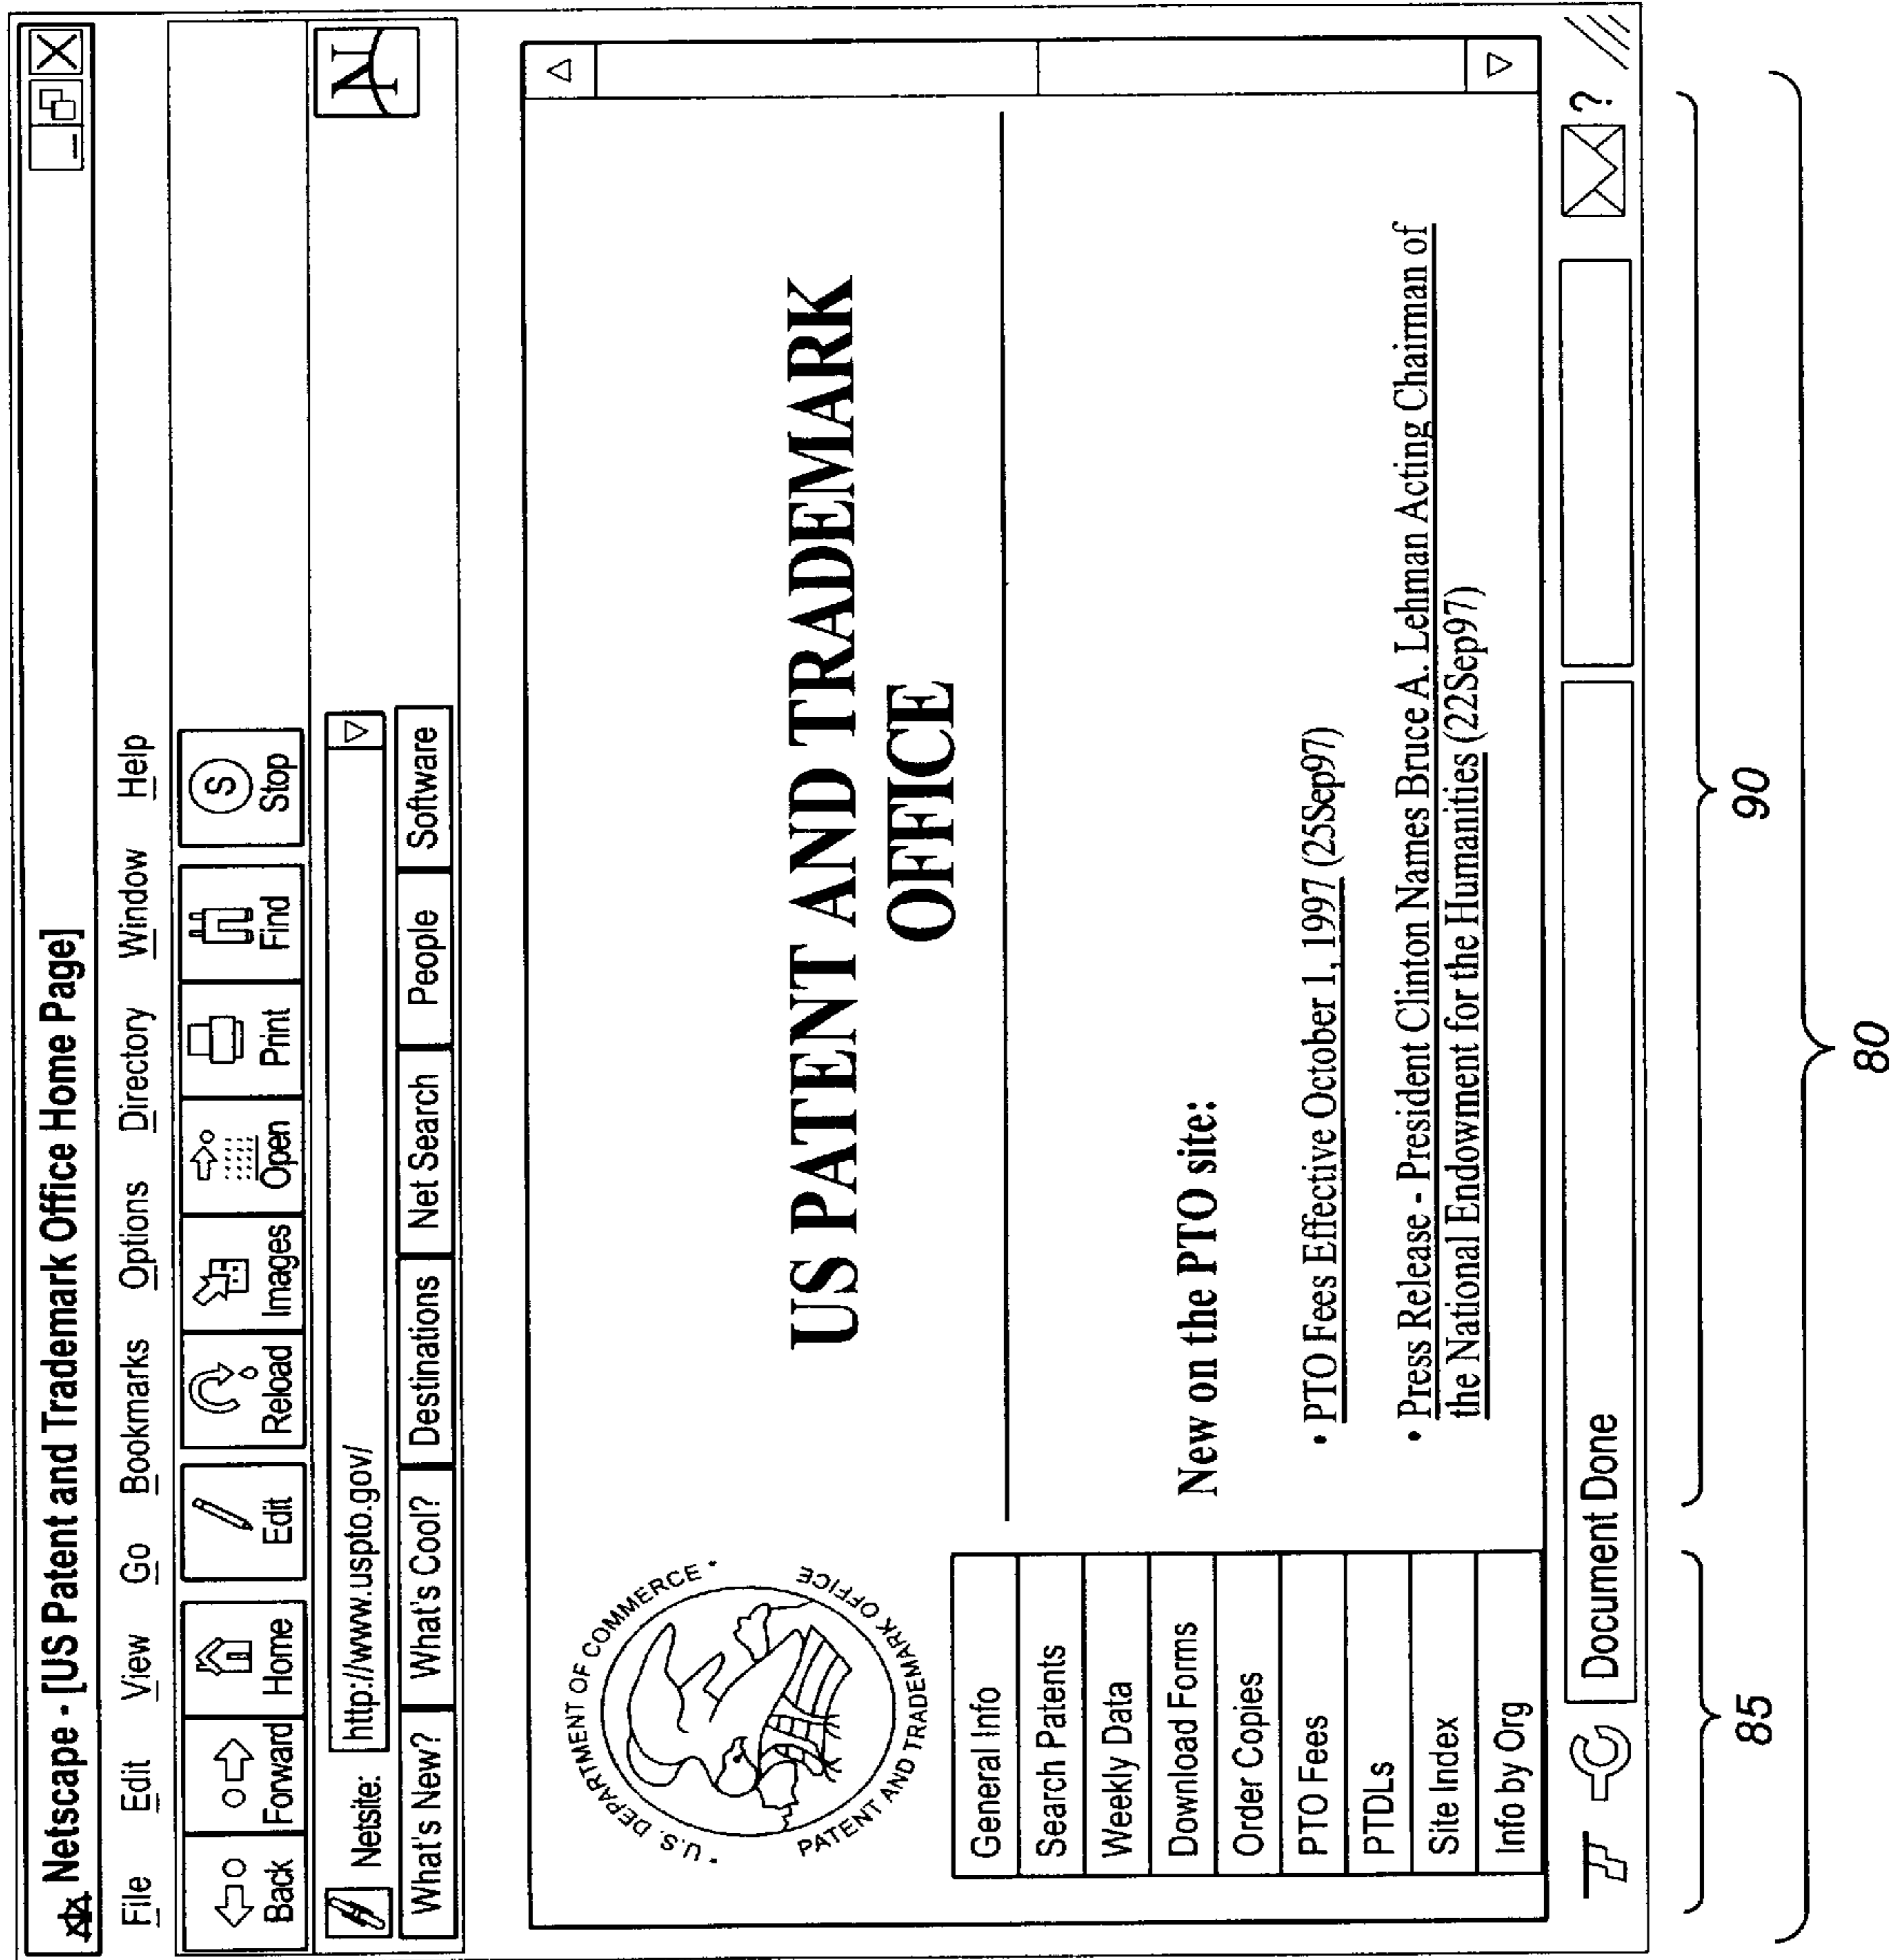 Netscape - [US Patent and Trademark Office Home Page]
File Edit View Go Bookmarks Options Directory Window Help
Back Forward Home Edit Reload Images Open Print Find Stop
S
Netsite: http://www.uspto.gov/
N
What's New? What's Cool? Destinations Net Search People Software
• U.S. DEPARTMENT OF COMMERCE •
PATENT AND TRADEMARK OFFICE
US PATENT AND TRADEMARK
OFFICE
General Info
Search Patents
Weekly Data
Download Forms
Order Copies
PTO Fees
PTDLs
Site Index
Info by Org
New on the PTO site:
• PTO Fees Effective October 1, 1997 (25Sep97)
• Press Release - President Clinton Names Bruce A. Lehman Acting Chairman of
the National Endowment for the Humanities (22Sep97)
Document Done
?
85
90
80